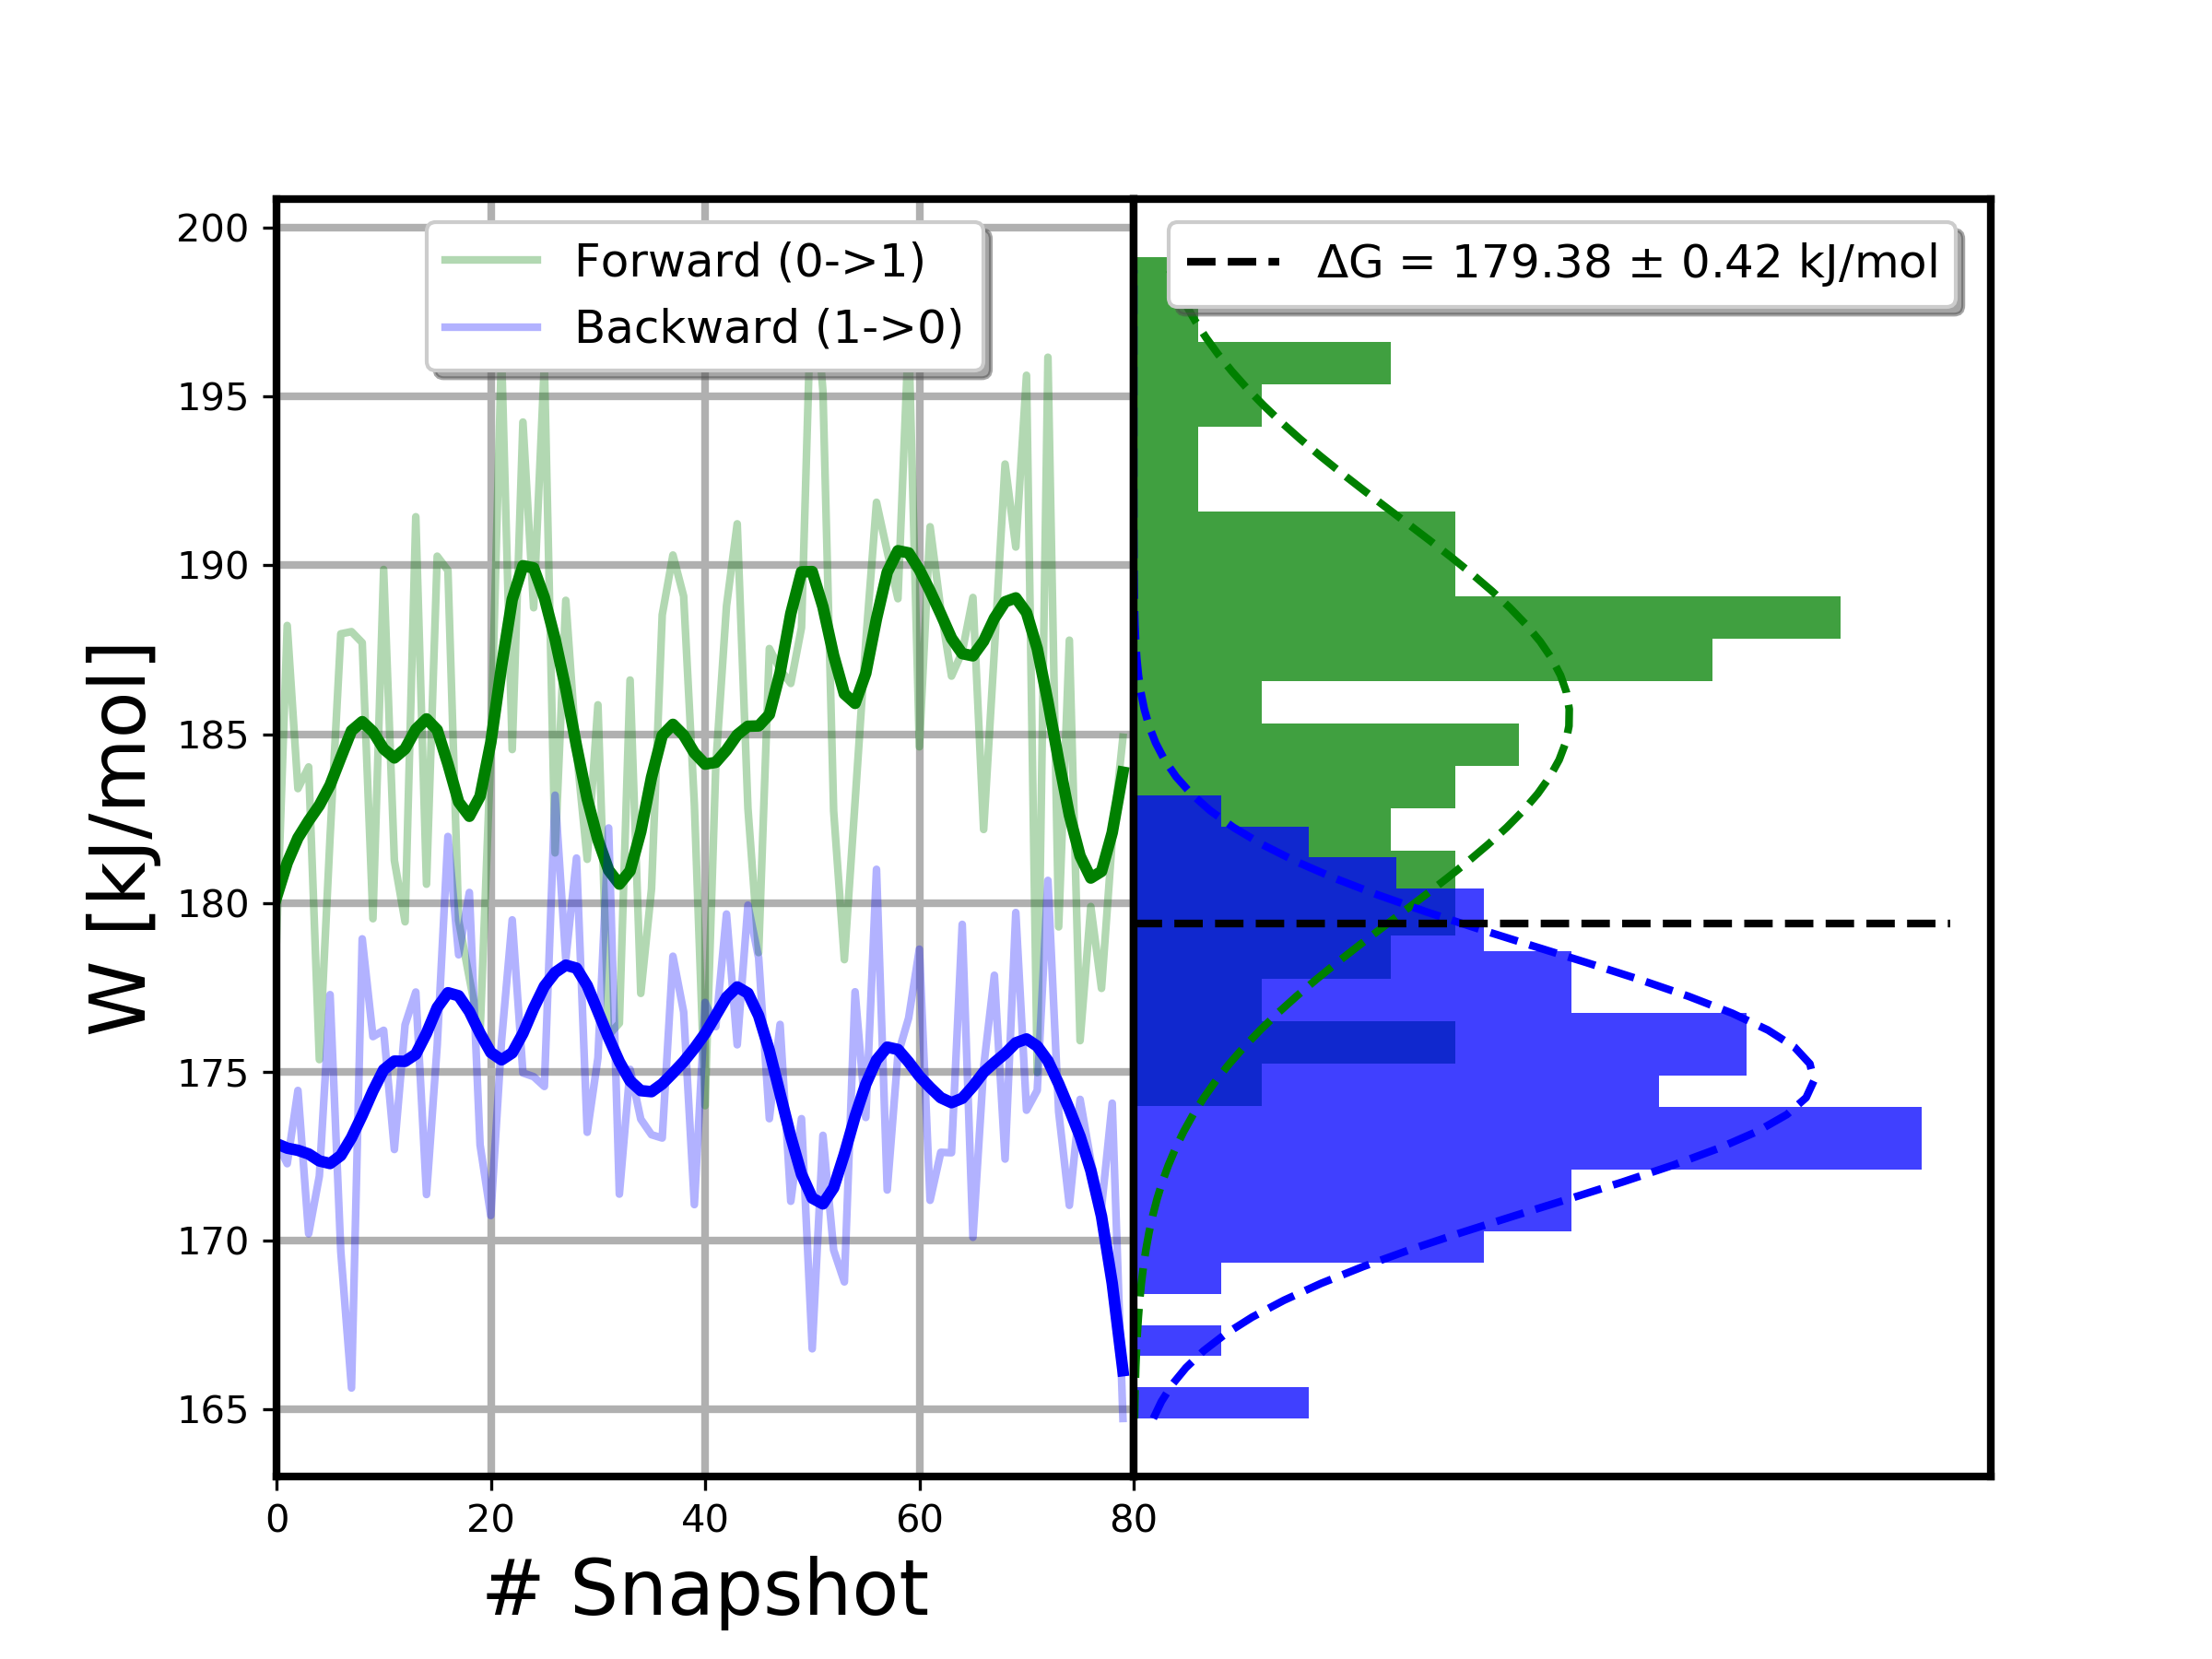 W [kJ/mol]
200
195
190
185
180
175
170
165
Forward (0->1)
Backward (1->0)
ΔG = 179.38 ± 0.42 kJ/mol
0
20
40
60
80
# Snapshot